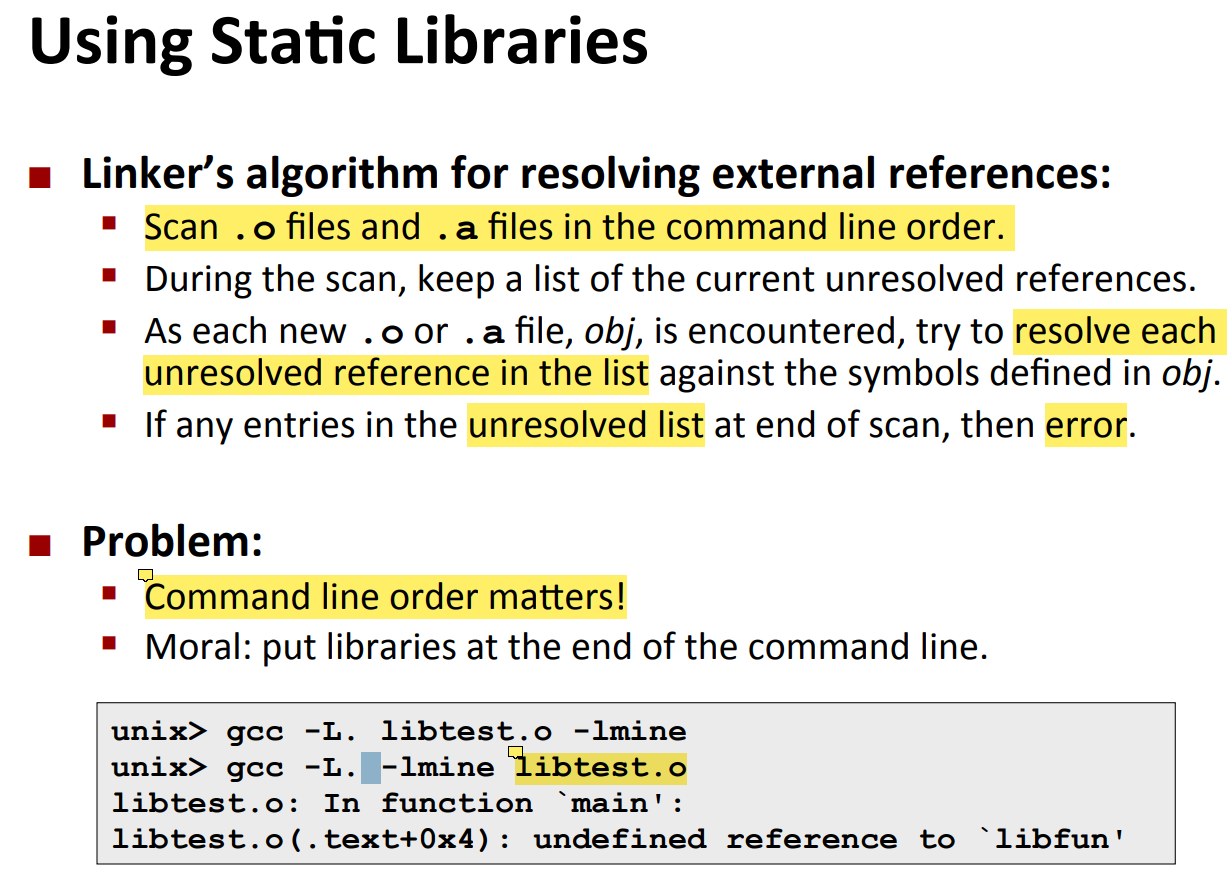 Using Static Libraries
Linker’s algorithm for resolving external references:
Scan .o files and .a files in the command line order.
During the scan, keep a list of the current unresolved references.
As each new .o or .a file, obj, is encountered, try to resolve each
unresolved reference in the list against the symbols defined in obj.
If any entries in the unresolved list at end of scan, then error.
Problem:
Command line order matters!
Moral: put libraries at the end of the command line.
unix> gcc -L. libtest.o -lmine
unix> gcc -L. -lmine libtest.o
libtest.o: In function `main':
libtest.o(.text+0x4): undefined reference to `libfun'